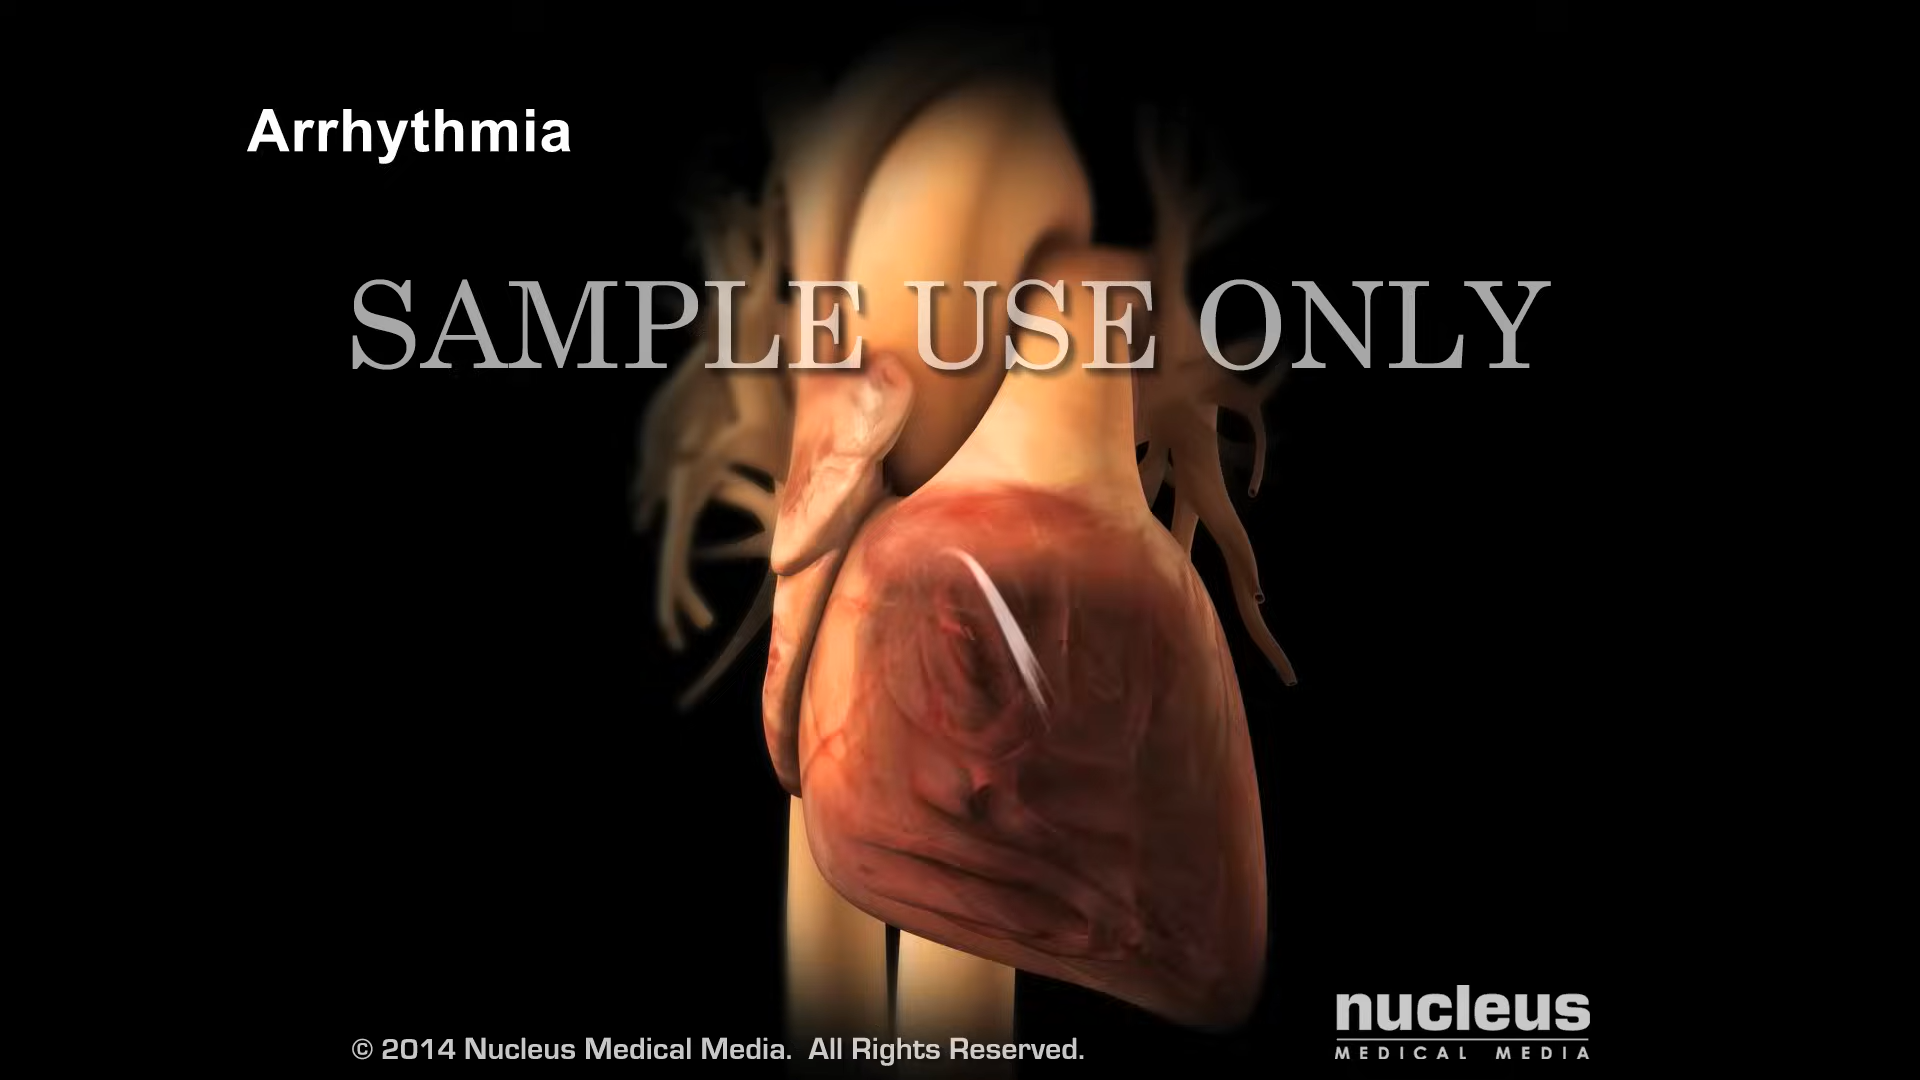 Arrhythmia
SAMPLE USE ONLY
nucleus
MEDICAL MEDIA
© 2014 Nucleus Medical Media. All Rights Reserved.